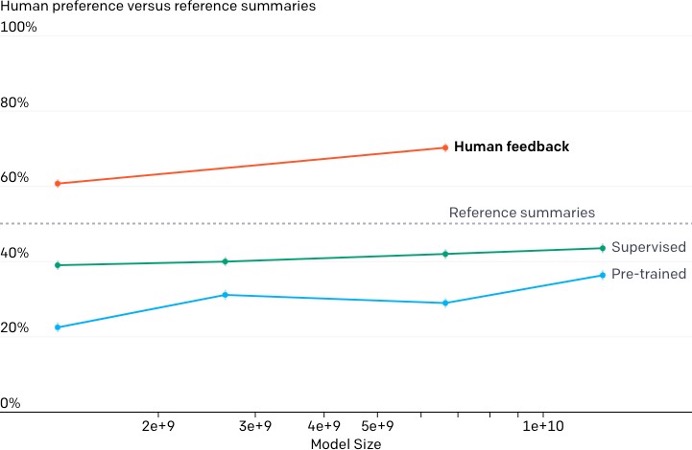 Human preference versus reference summaries
100%
80%
Human feedback
60%
Reference summaries
40%
Supervised
Pre-trained
20%
0%
2e+9 3e+9 4e+9 5e+9 1e+10
Model Size